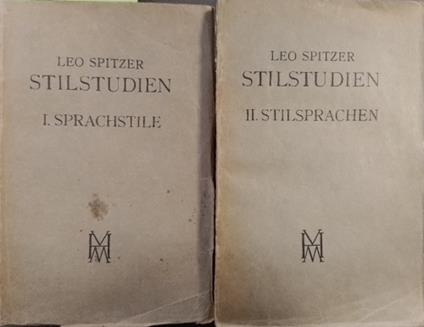 LEO SPITZER
STILSTUDIEN
I. SPRACHSTILE
LEO SPITZER
STILSTUDIEN
II. STILSPRACHEN